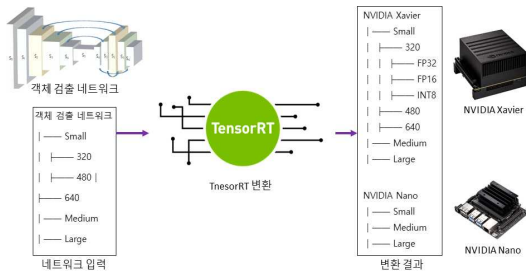 객체 검출 네트워크
객체 검출 네트워크
Small
320
480
640
Medium
Large
네트워크 입력
TensorRT
TnesorRT 변환
NVIDIA Xavier
Small
320
FP32
FP16
INT8
480
640
Medium
Large
NVIDIA Nano
Small
Medium
Large
변환 결과
NVIDIA Xavier
NVIDIA Nano